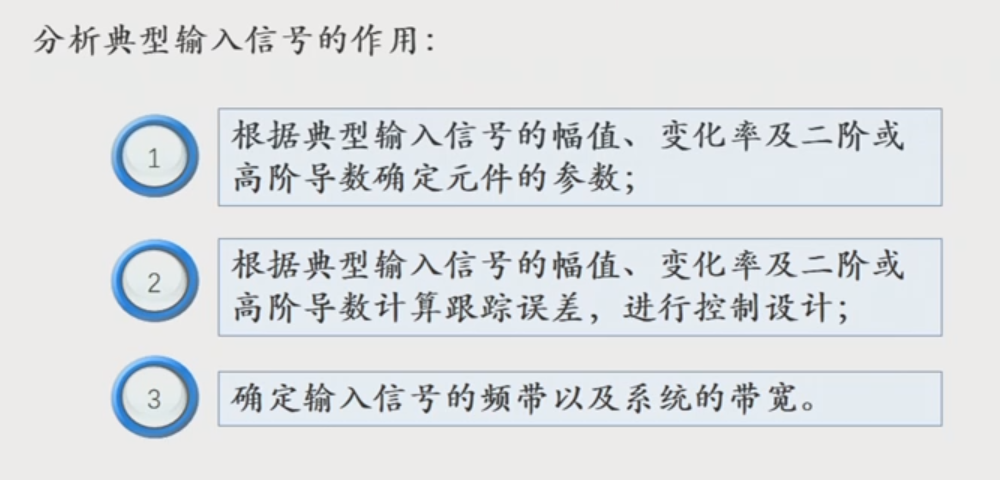 分析典型输入信号的作用：
1
根据典型输入信号的幅值、变化率及二阶或
高阶导数确定元件的参数；
2
根据典型输入信号的幅值、变化率及二阶或
高阶导数计算跟踪误差，进行控制设计；
3
确定输入信号的频带以及系统的带宽。